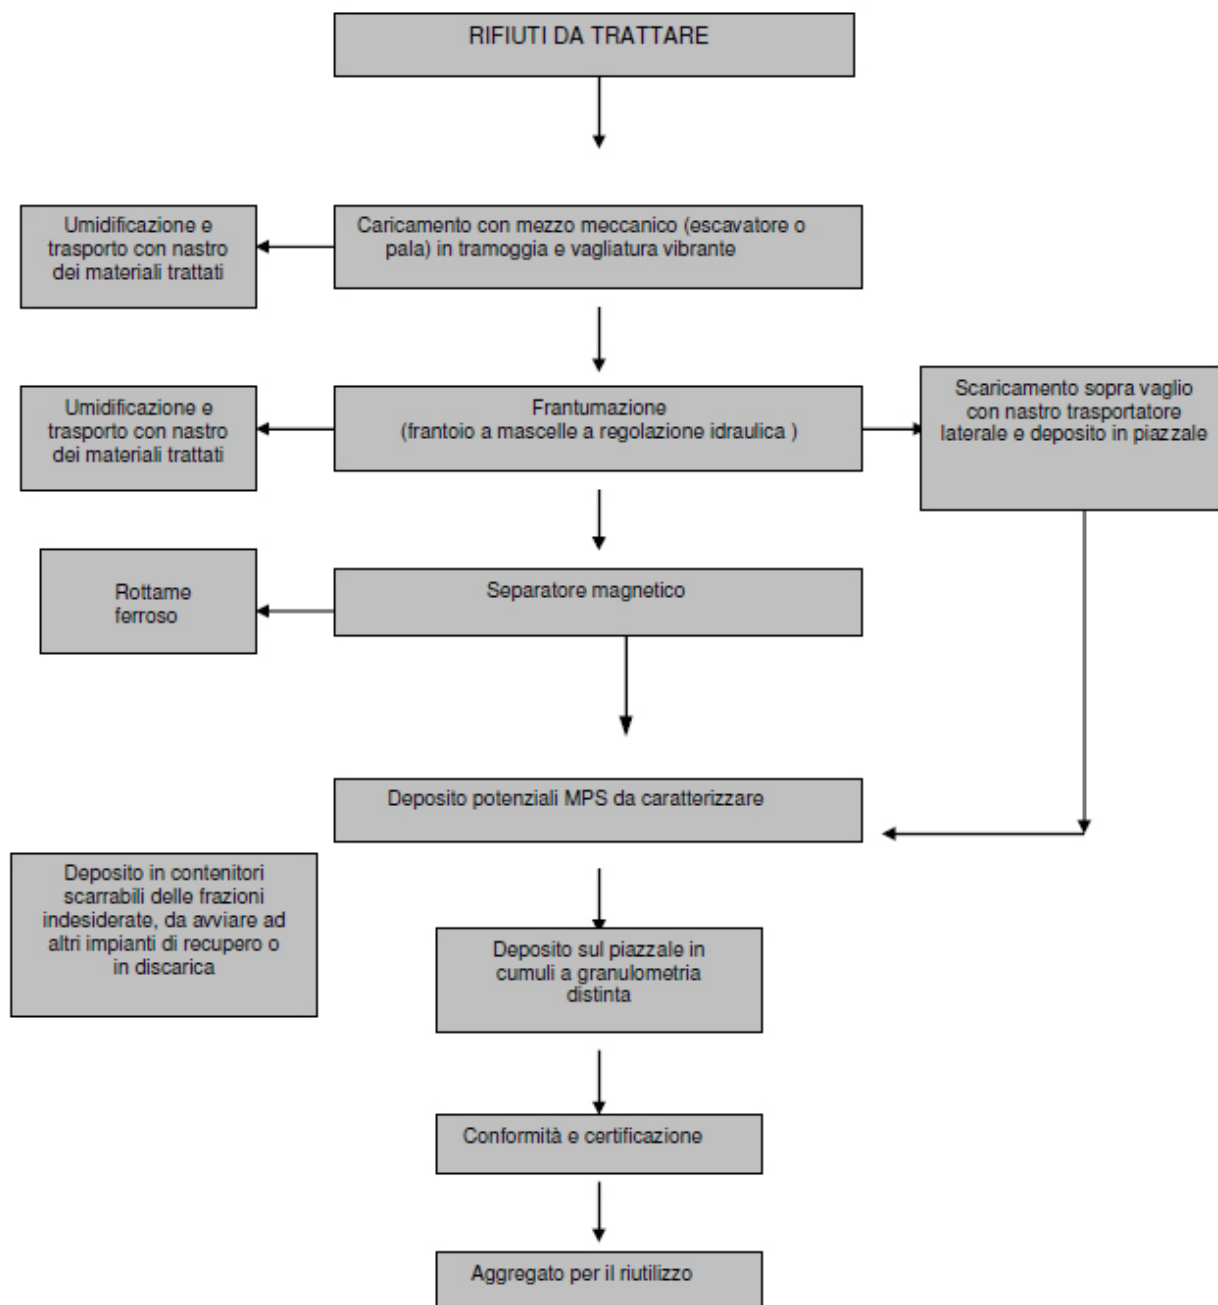 RIFIUTI DA TRATTARE
Umidificazione e
trasporto con nastro
dei materiali trattati
Caricamento con mezzo meccanico (escavatore o
pala) in tramoggia e vagliatura vibrante
Umidificazione e
trasporto con nastro
dei materiali trattati
Frantumazione
(frantoio a mascelle a regolazione idraulica )
Scaricamento sopra vaglio
con nastro trasportatore
laterale e deposito in piazzale
Rottame
ferroso
Separatore magnetico
Deposito potenziali MPS da caratterizzare
Deposito in contenitori
scarrabili delle frazioni
indesiderate, da avviare ad
altri impianti di recupero o
in discarica
Deposito sul piazzale in
cumuli a granulometria
distinta
Conformità e certificazione
Aggregato per il riutilizzo